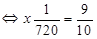 ⇔ x 1/720 = 9/10